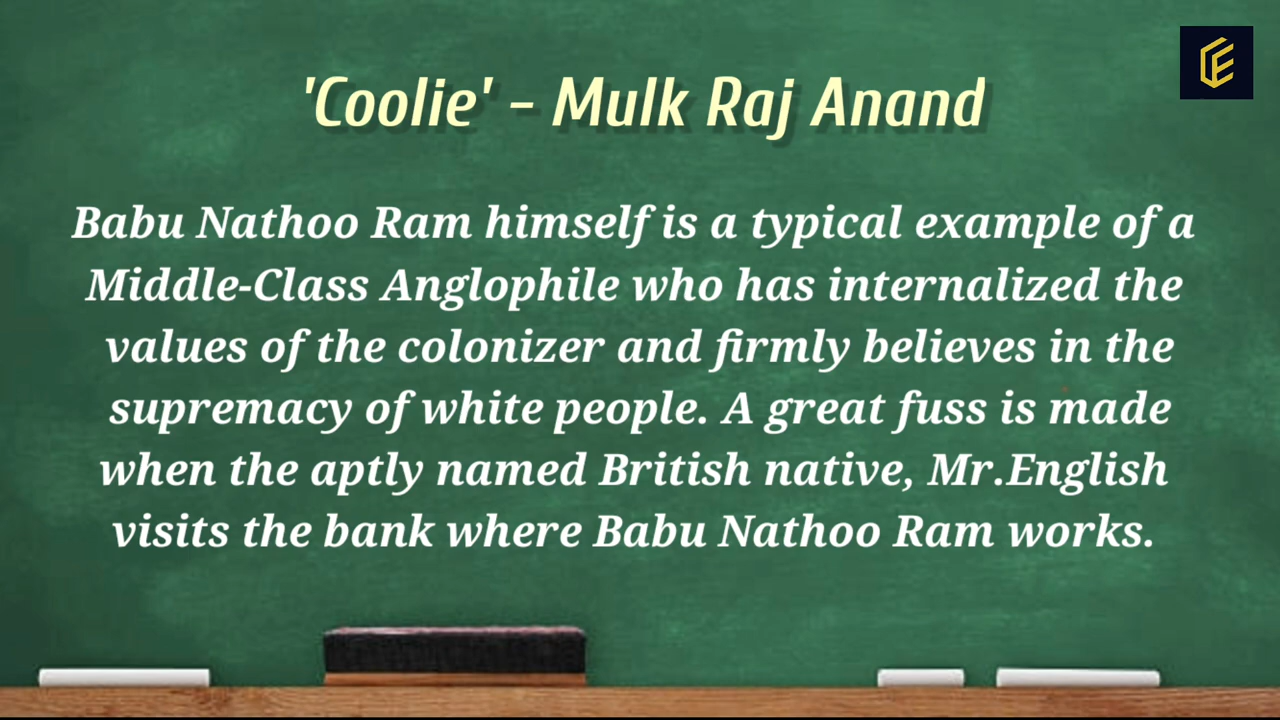 'Coolie' - Mulk Raj Anand
Babu Nathoo Ram himself is a typical example of a
Middle-Class Anglophile who has internalized the
values of the colonizer and firmly believes in the
supremacy of white people. A great fuss is made
when the aptly named British native, Mr.English
visits the bank where Babu Nathoo Ram works.